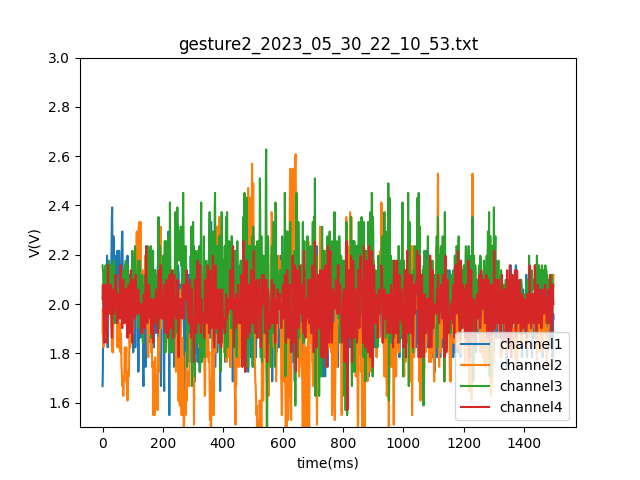 gesture2_2023_05_30_22_10_53.txt
3.0
2.8
2.6
2.4
2.2
2.0
1.8
1.6
V(V)
channel1
channel2
channel3
channel4
0 200 400 600 800 1000 1200 1400
time(ms)